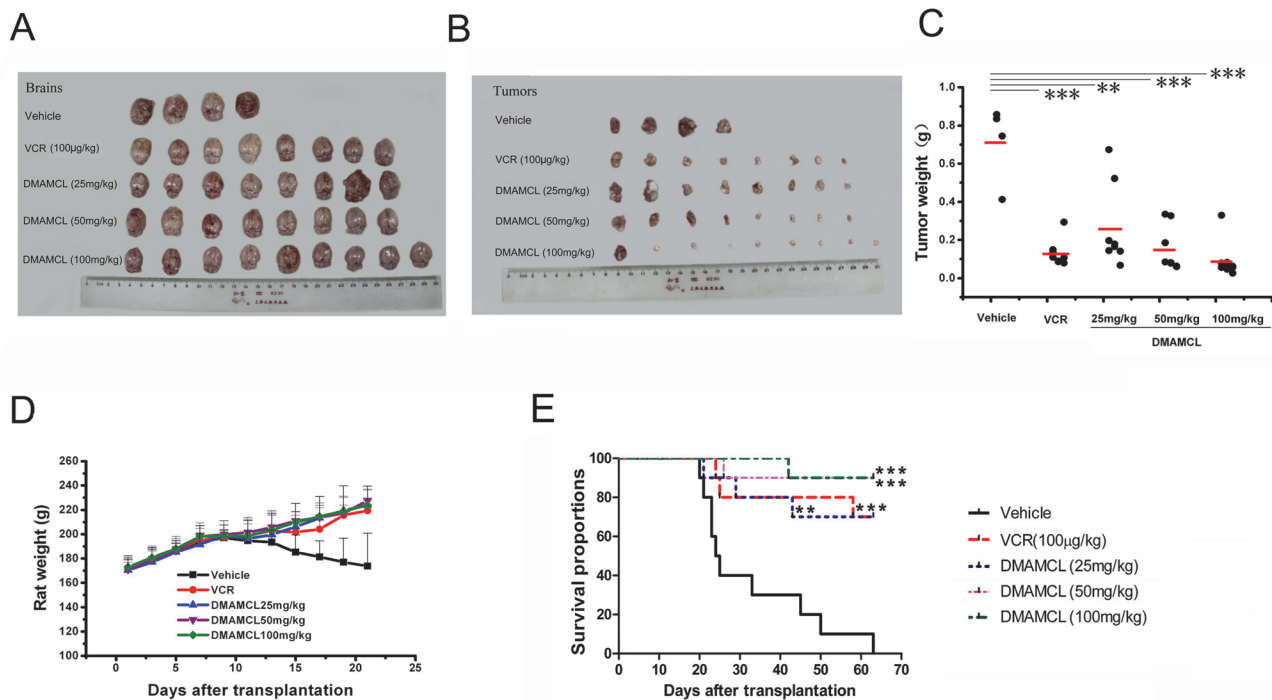 A
B
C
Brains
Vehicle
VCR (100μg/kg)
DMAMCL (25mg/kg)
DMAMCL (50mg/kg)
DMAMCL (100mg/kg)
Tumors
Vehicle
VCR (100μg/kg)
DMAMCL (25mg/kg)
DMAMCL (50mg/kg)
DMAMCL (100mg/kg)
Tumor weight (g)
1.0
0.8
0.6
0.4
0.2
0.0
*** ** *** ***
Vehicle VCR 25mg/kg 50mg/kg 100mg/kg
DMAMCL
D
E
Rat weight (g)
260
240
220
200
180
160
140
120
100
Vehicle
VCR
DMAMCL25mg/kg
DMAMCL50mg/kg
DMAMCL100mg/kg
0 5 10 15 20 25
Days after transplantation
Survival proportions
100
80
60
40
20
0
***
***
** ***
0 10 20 30 40 50 60 70
Days after transplantation
Vehicle
VCR(100μg/kg)
DMAMCL (25mg/kg)
DMAMCL (50mg/kg)
DMAMCL (100mg/kg)